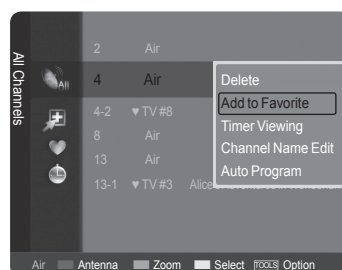 All Channels
All
2 Air
4 Air
4-2 ♥ TV #8
8 Air
13 Air
13-1 ♥ TV #3 Alice
Delete
Add to Favorite
Timer Viewing
Channel Name Edit
Auto Program
Air Antenna Zoom Select TOOLS Option